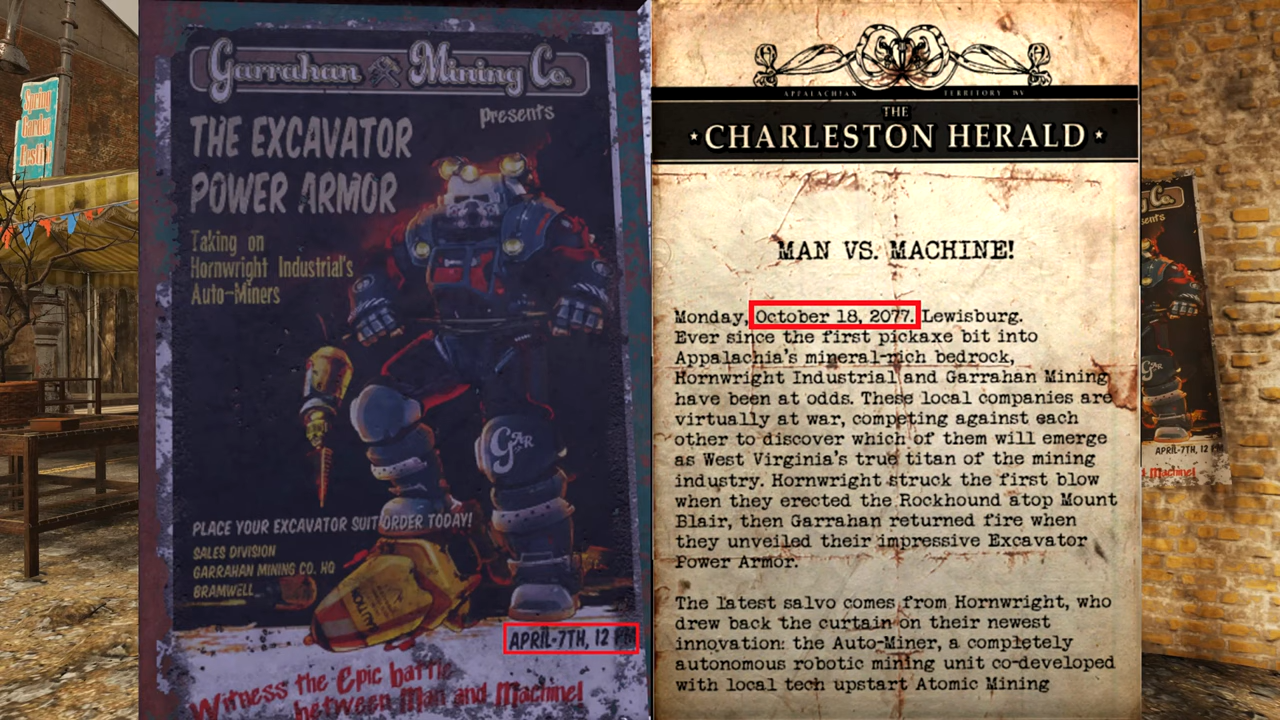 Spring
Garden
Festival
Garrahan Mining Co.
Presents
THE EXCAVATOR
POWER ARMOR
Taking on
Hornwright Industrial's
Auto-Miners
GAR
PLACE YOUR EXCAVATOR SUIT ORDER TODAY!
SALES DIVISION
GARRAHAN MINING CO. HQ
BRAMWELL
APRIL-7TH, 12 PM
Witness the Epic battle
between Man and Machine!
APPALACHIAN TERRITORY WV
THE
CHARLESTON HERALD
MAN VS. MACHINE!
Monday, October 18, 2077. Lewisburg.
Ever since the first pickaxe bit into
Appalachia's mineral-rich bedrock,
Hornwright Industrial and Garrahan Mining
have been at odds. These local companies are
virtually at war, competing against each
other to discover which of them will emerge
as West Virginia's true titan of the mining
industry. Hornwright struck the first blow
when they erected the Rockhound atop Mount
Blair, then Garrahan returned fire when
they unveiled their impressive Excavator
Power Armor.
The latest salvo comes from Hornwright, who
drew back the curtain on their newest
innovation: the Auto-Miner, a completely
autonomous robotic mining unit co-developed
with local tech upstart Atomic Mining
g Co.
sents
APRIL-7TH, 12 PM
Machine!